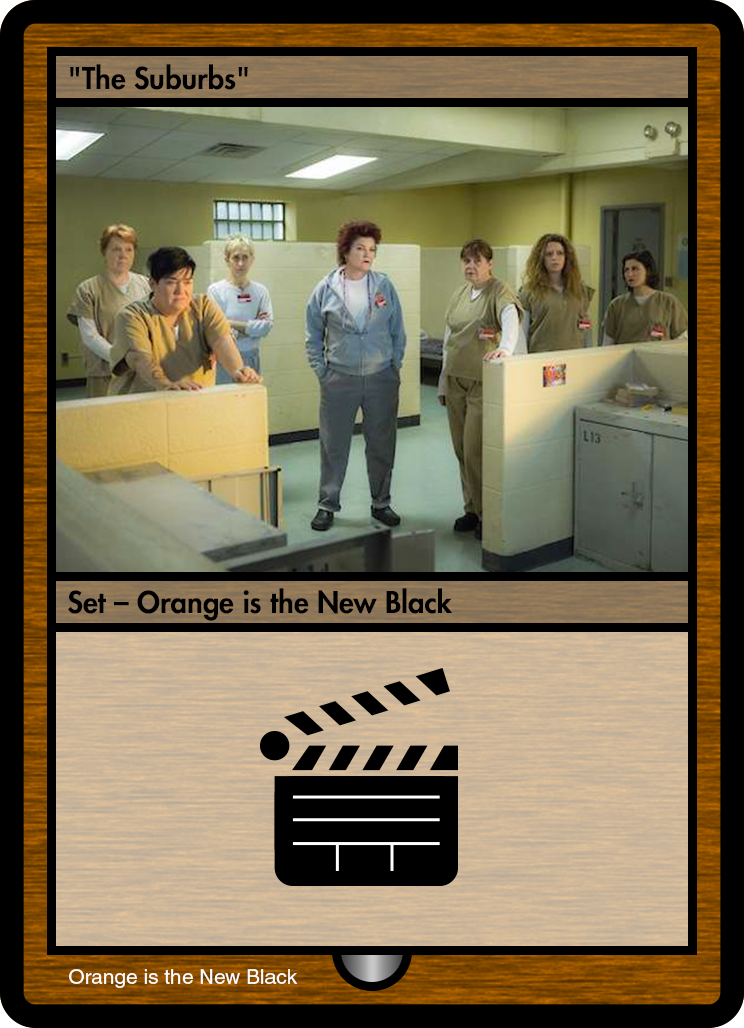 "The Suburbs"
L13
Set – Orange is the New Black
Orange is the New Black